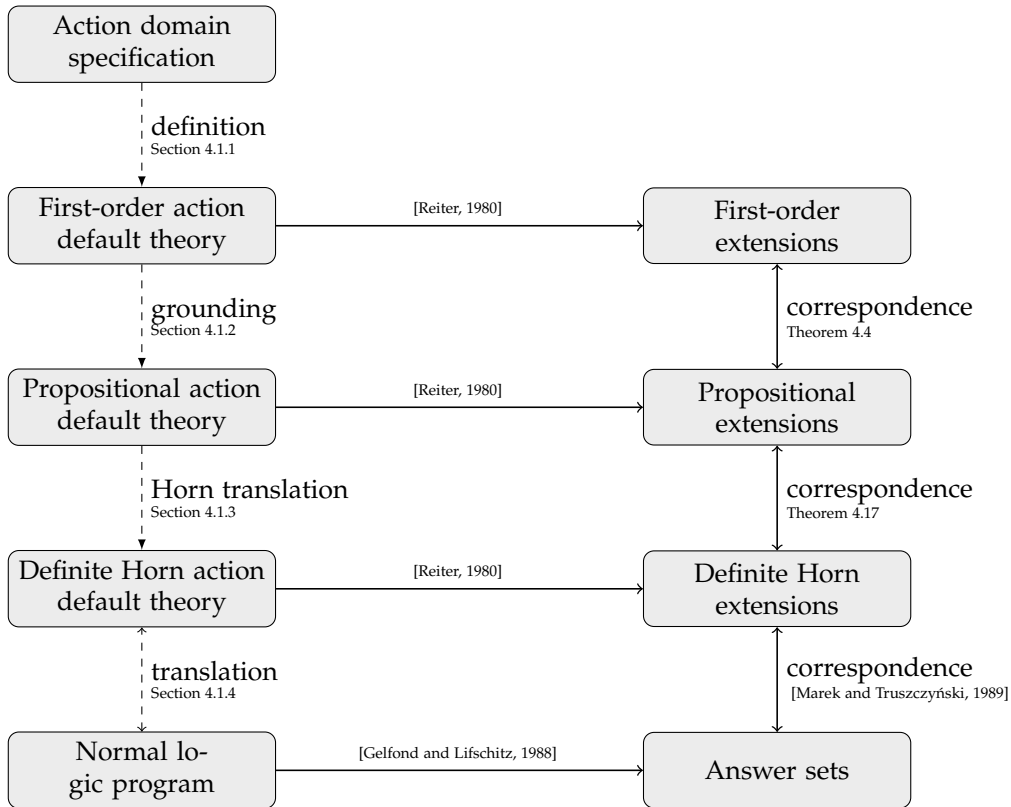 Action domain
specification
definition
Section 4.1.1
First-order action
default theory
[Reiter, 1980]
First-order
extensions
grounding
Section 4.1.2
correspondence
Theorem 4.4
Propositional action
default theory
[Reiter, 1980]
Propositional
extensions
Horn translation
Section 4.1.3
correspondence
Theorem 4.17
Definite Horn action
default theory
[Reiter, 1980]
Definite Horn
extensions
translation
Section 4.1.4
correspondence
[Marek and Truszczyński, 1989]
Normal lo-
gic program
[Gelfond and Lifschitz, 1988]
Answer sets